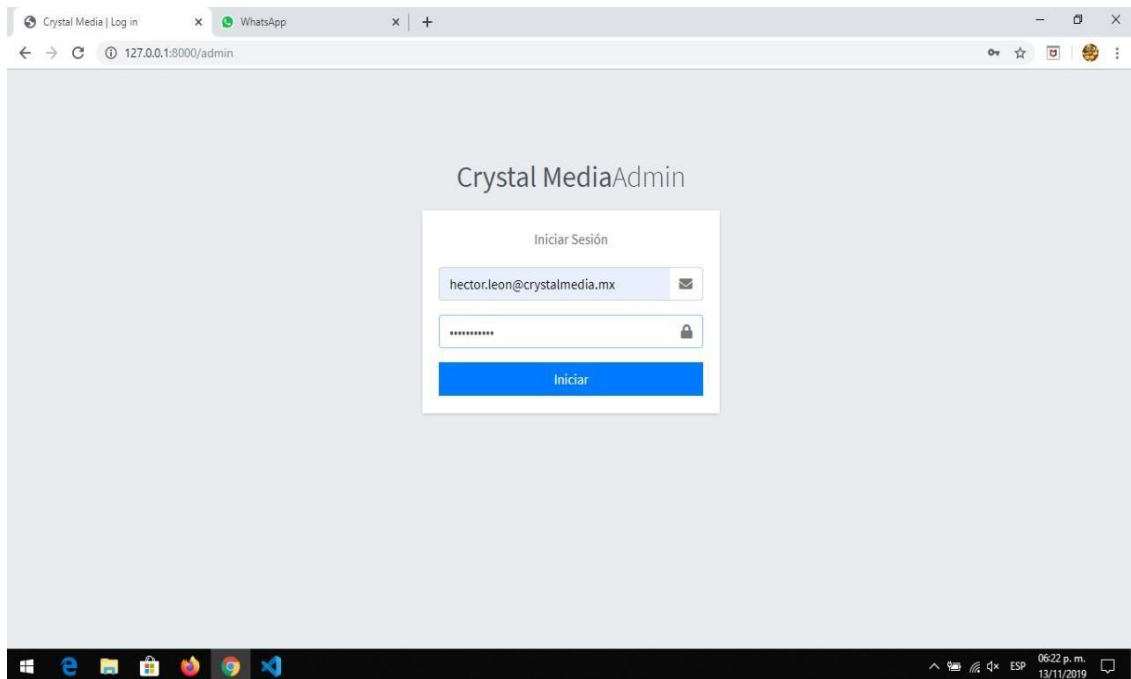 Crystal Media | Log in
WhatsApp
127.0.0.1:8000/admin
Crystal MediaAdmin
Iniciar Sesión
hector.leon@crystalmedia.mx
•••••••••••
Iniciar
ESP
06:22 p. m.
13/11/2019